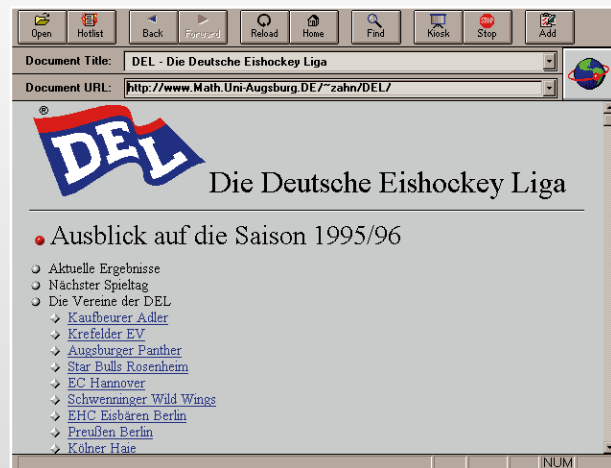 Open Hotlist Back Forward Reload Home Find Kiosk Stop Add
Document Title: DEL - Die Deutsche Eishockey Liga
Document URL: http://www.Math.Uni-Augsburg.DE/~zahn/DEL/
®
DEL
Die Deutsche Eishockey Liga
Ausblick auf die Saison 1995/96
Aktuelle Ergebnisse
Nächster Spieltag
Die Vereine der DEL
Kaufbeurer Adler
Krefelder EV
Augsburger Panther
Star Bulls Rosenheim
EC Hannover
Schwenninger Wild Wings
EHC Eisbären Berlin
Preußen Berlin
Kölner Haie
NUM